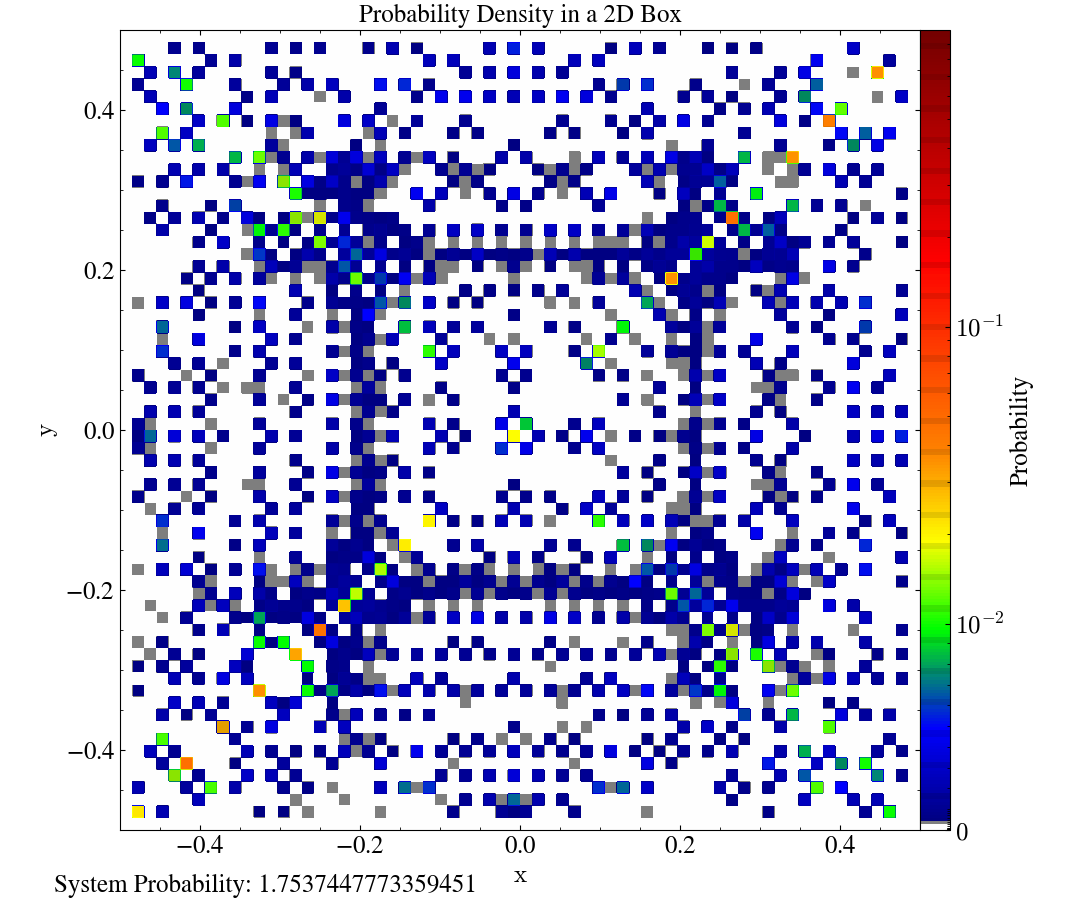 Probability Density in a 2D Box
0.4
0.2
0.0
−0.2
−0.4
y
−0.4 −0.2 0.0 0.2 0.4
x
10−1
10−2
0
Probability
System Probability: 1.7537447773359451